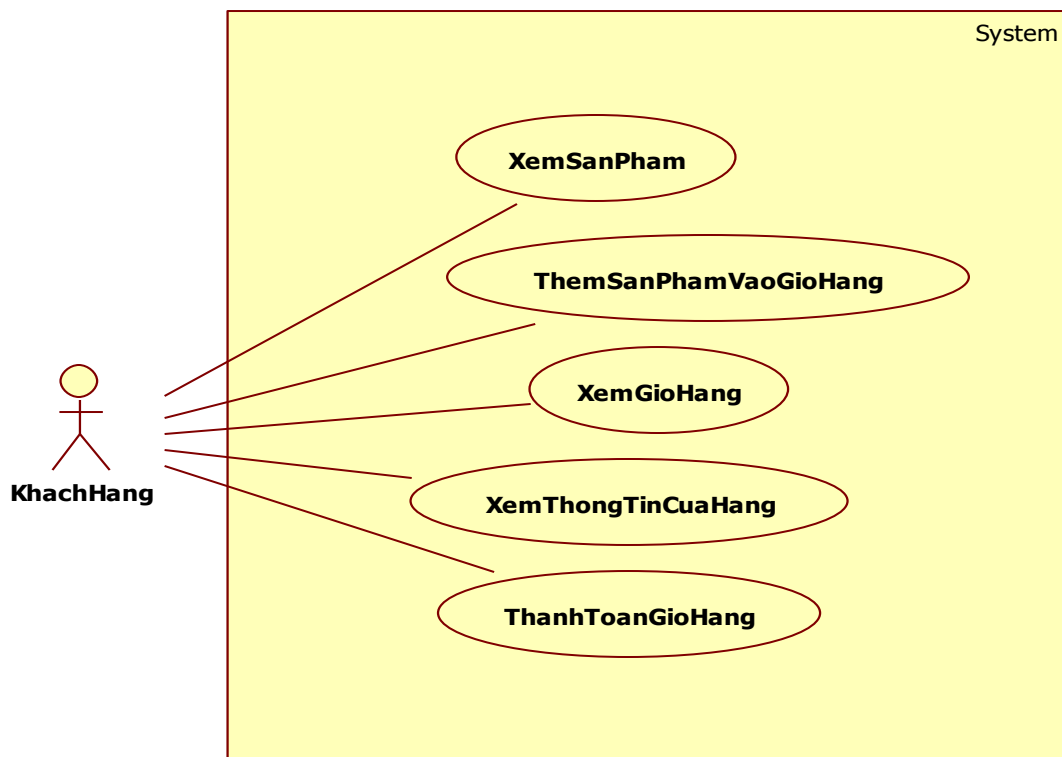 System
XemSanPham
ThemSanPhamVaoGioHang
XemGioHang
KhachHang
XemThongTinCuaHang
ThanhToanGioHang